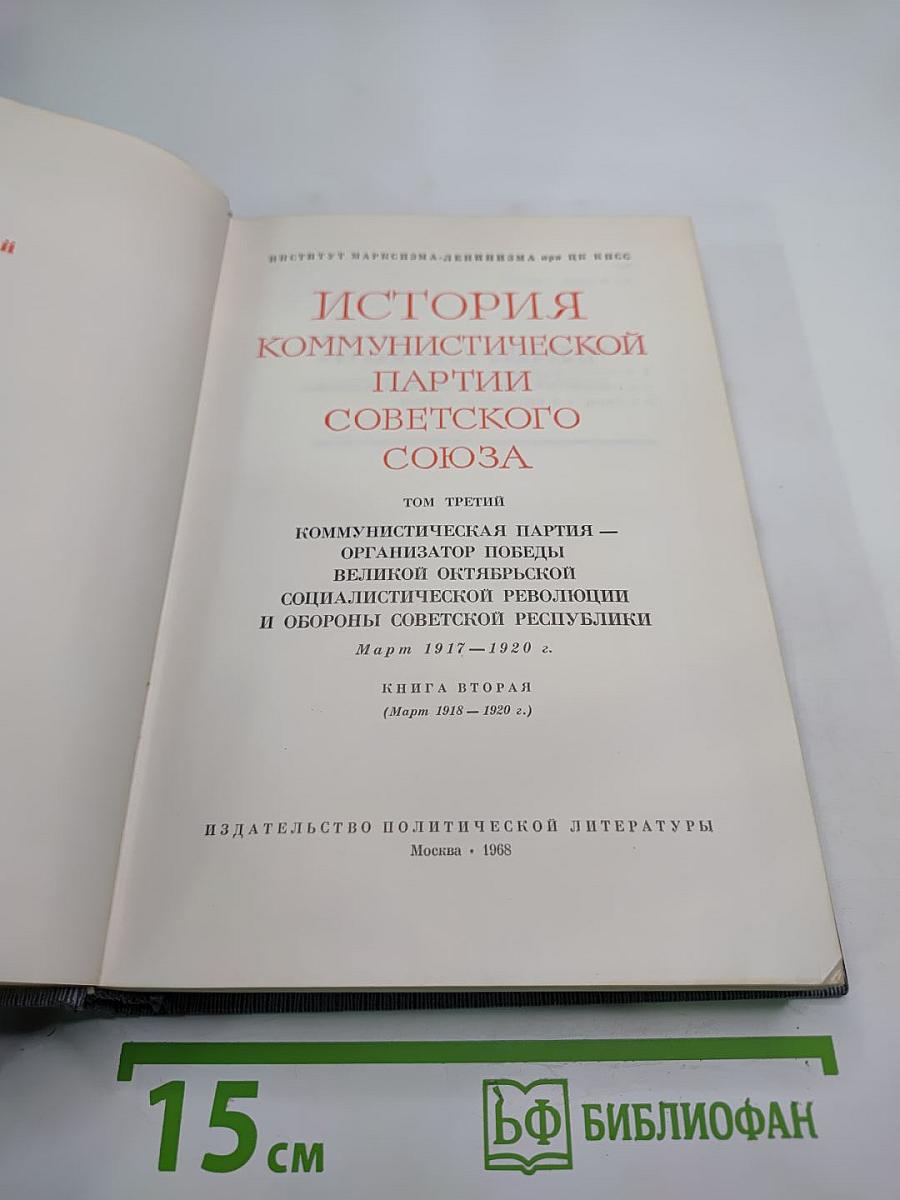 й
ИНСТИТУТ МАРКСИЗМА-ЛЕНИНИЗМА при ЦК КПСС
ИСТОРИЯ
КОММУНИСТИЧЕСКОЙ
ПАРТИИ
СОВЕТСКОГО
СОЮЗА
ТОМ ТРЕТИЙ
КОММУНИСТИЧЕСКАЯ ПАРТИЯ —
ОРГАНИЗАТОР ПОБЕДЫ
ВЕЛИКОЙ ОКТЯБРЬСКОЙ
СОЦИАЛИСТИЧЕСКОЙ РЕВОЛЮЦИИ
И ОБОРОНЫ СОВЕТСКОЙ РЕСПУБЛИКИ
Март 1917—1920 г.
КНИГА ВТОРАЯ
(Март 1918—1920 г.)
ИЗДАТЕЛЬСТВО ПОЛИТИЧЕСКОЙ ЛИТЕРАТУРЫ
Москва • 1968
15 см
БФ БИБЛИОФАН